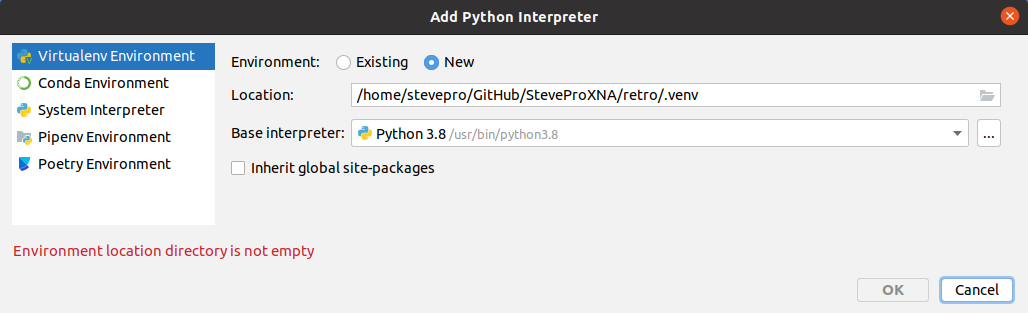 Add Python Interpreter
Virtualenv Environment
Conda Environment
System Interpreter
Pipenv Environment
Poetry Environment
Environment: Existing New
Location: /home/stevepro/GitHub/SteveProXNA/retro/.venv
Base interpreter: Python 3.8 /usr/bin/python3.8 ...
Inherit global site-packages
Environment location directory is not empty
OK Cancel